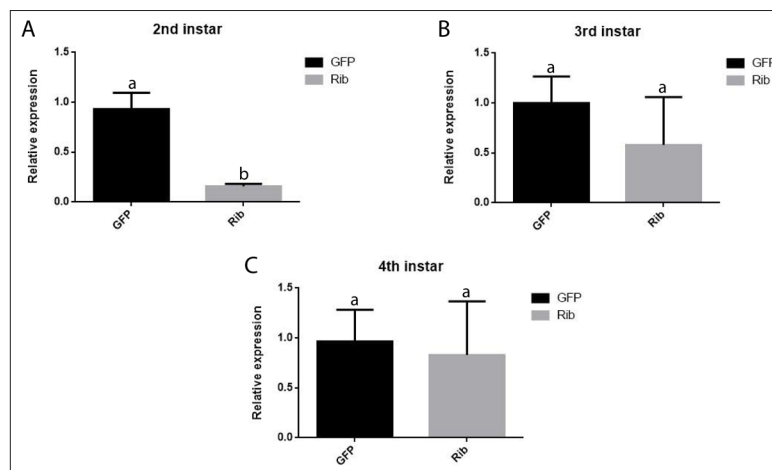 A
2nd instar
1.5
1.0
0.5
0.0
Relative expression
a
b
GFP
Rib
GFP
Rib
B
3rd instar
1.5
1.0
0.5
0.0
Relative expression
a
a
GFP
Rib
GFP
Rib
C
4th instar
1.5
1.0
0.5
0.0
Relative expression
a
a
GFP
Rib
GFP
Rib